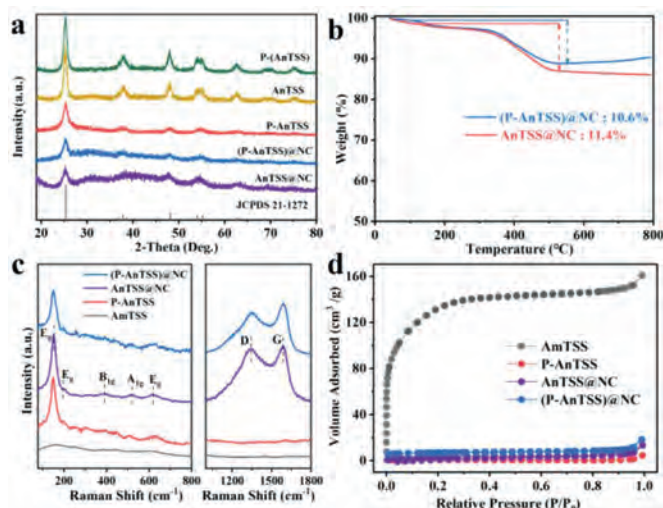 a
P-(AnTSS)
AnTSS
P-AnTSS
(P-AnTSS)@NC
AnTSS@NC
JCPDS 21-1272
Intensity(a.u.)
20 30 40 50 60 70 80
2-Theta (Deg.)
b
100
90
80
70
60
Weight (%)
(P-AnTSS)@NC : 10.6%
AnTSS@NC : 11.4%
0 200 400 600 800
Temperature (°C)
c
(P-AnTSS)@NC
AnTSS@NC
P-AnTSS
AmTSS
Eg
Eg
B1g
A1g
Eg
D
G
Intensity (a.u.)
200 400 600 800
1200 1500 1800
Raman Shift (cm-1)
Raman Shift (cm-1)
d
160
120
80
40
0
Volume Adsorbed (cm3/g)
AmTSS
P-AnTSS
AnTSS@NC
(P-AnTSS)@NC
0.0 0.2 0.4 0.6 0.8 1.0
Relative Pressure (P/P